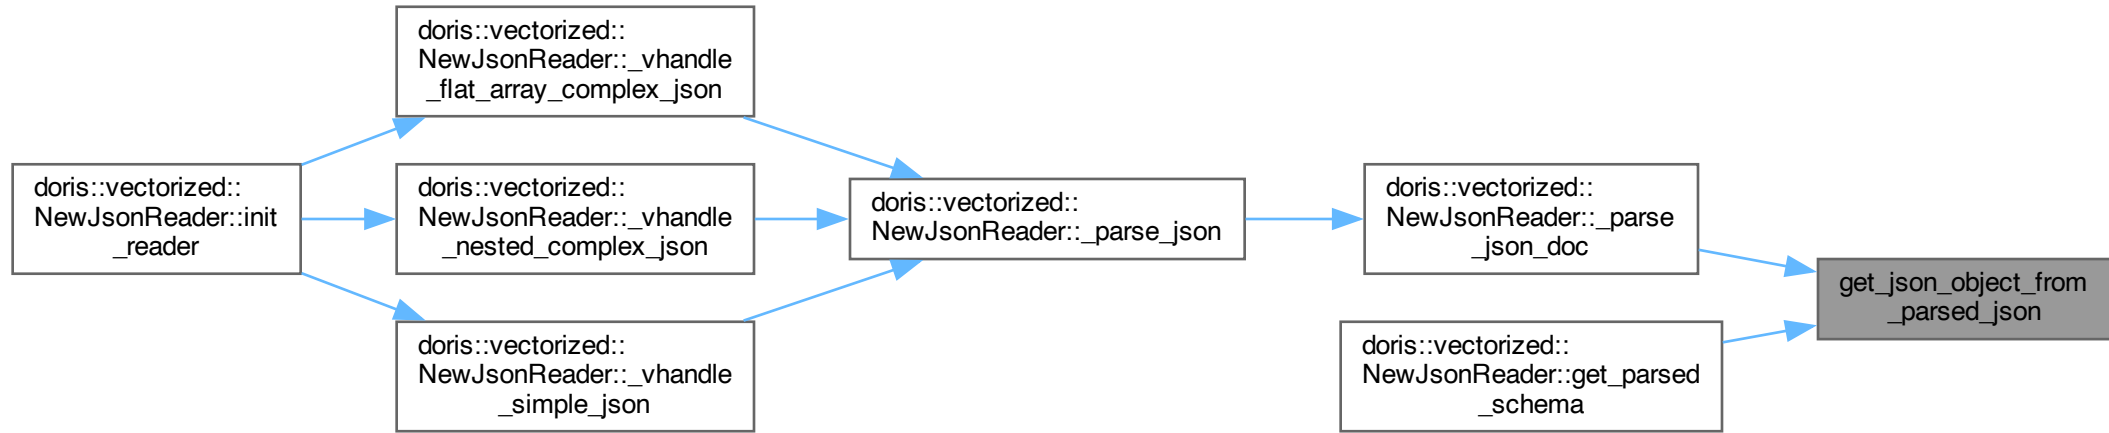 doris::vectorized::
NewJsonReader::init
_reader
doris::vectorized::
NewJsonReader::_vhandle
_flat_array_complex_json
doris::vectorized::
NewJsonReader::_vhandle
_nested_complex_json
doris::vectorized::
NewJsonReader::_vhandle
_simple_json
doris::vectorized::
NewJsonReader::_parse_json
doris::vectorized::
NewJsonReader::_parse
_json_doc
doris::vectorized::
NewJsonReader::get_parsed
_schema
get_json_object_from
_parsed_json